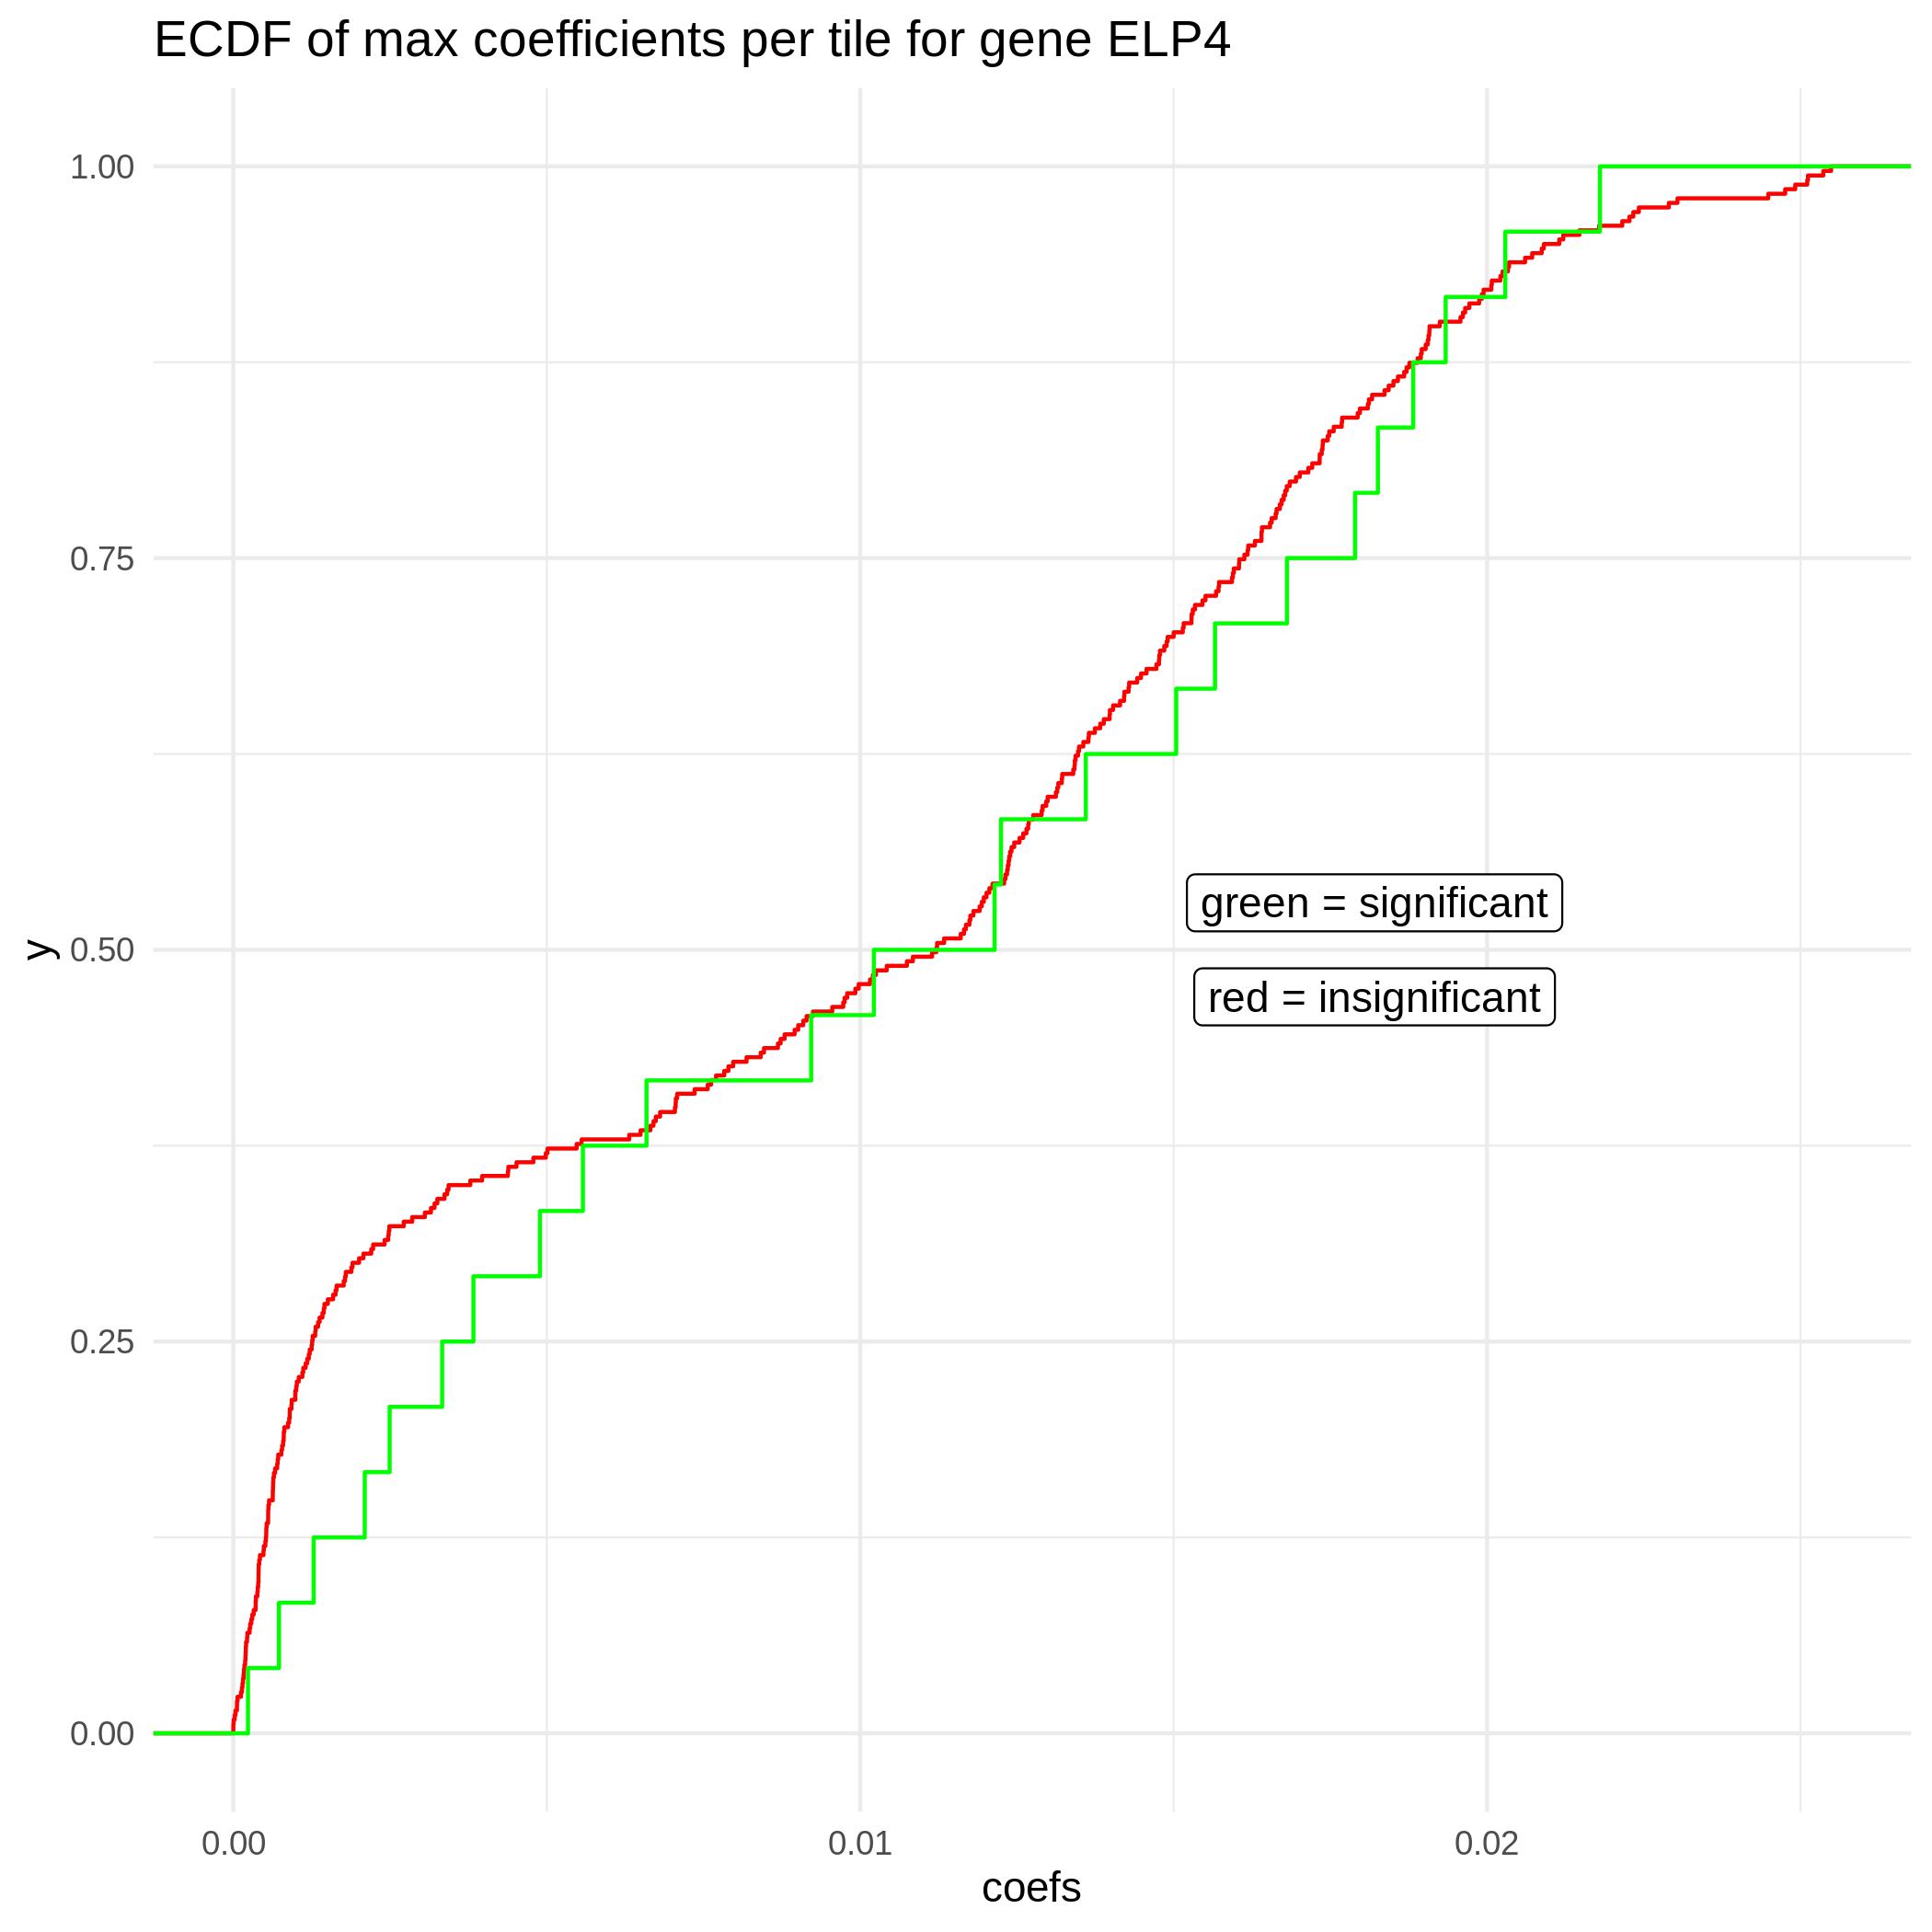 ECDF of max coefficients per tile for gene ELP4
1.00
0.75
0.50
0.25
0.00
y
green = significant
red = insignificant
0.00
0.01
0.02
coefs